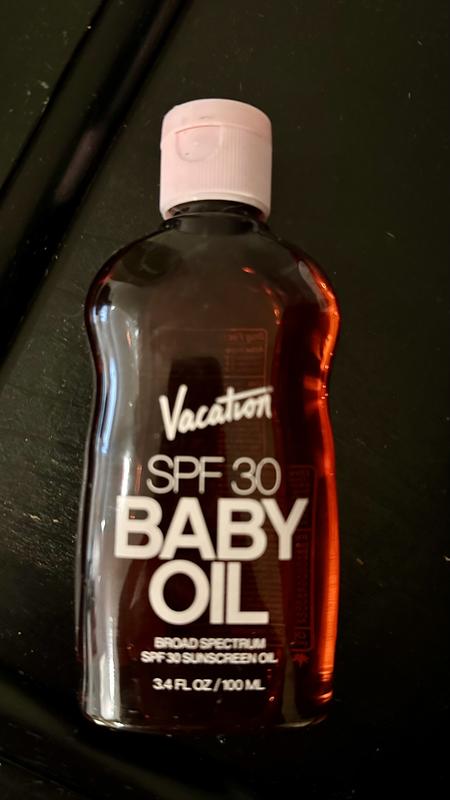 Vacation
SPF 30
BABY
OIL
BROAD SPECTRUM
SPF 30 SUNSCREEN OIL
3.4 FL OZ / 100 ML